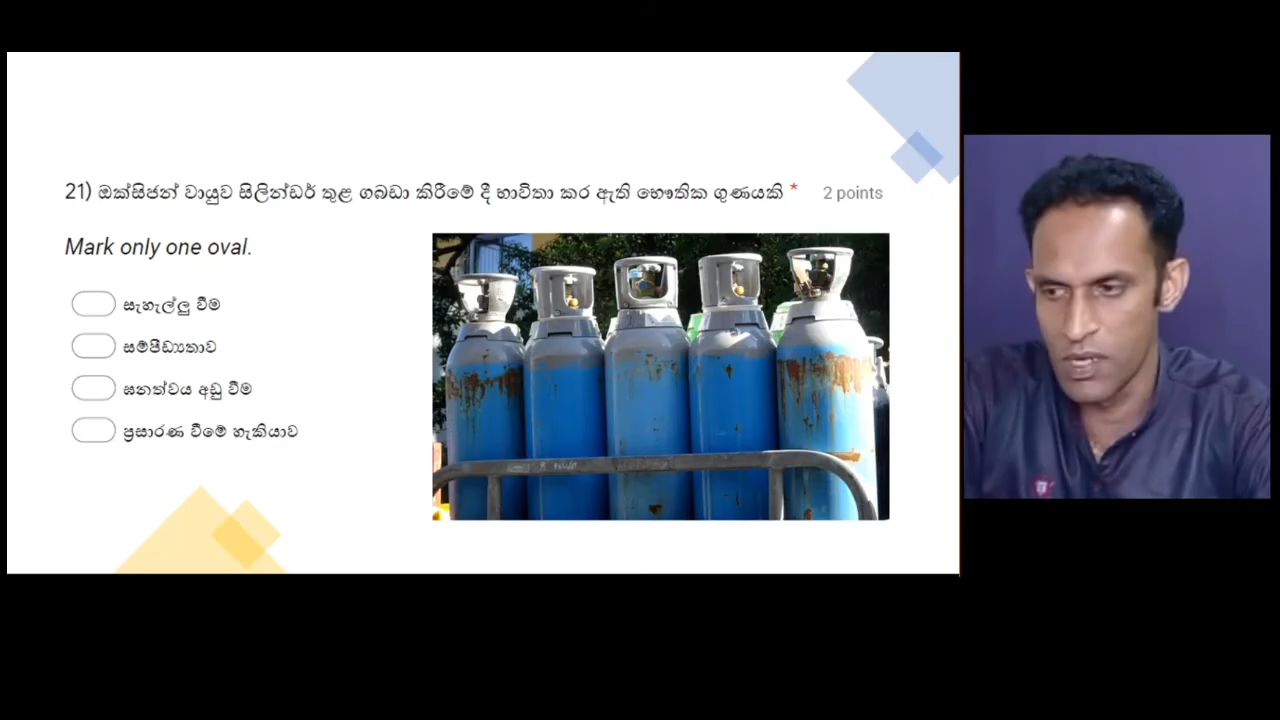 21) ඔක්සිජන් වායුව සිලින්ඩර් තුළ ගබඩා කිරීමේ දී භාවිතා කර ඇති භෞතික ගුණයකි * 2 points
Mark only one oval.
සැහැල්ලු වීම
සම්පීඩ්‍යතාව
ඝනත්වය අඩු වීම
ප්‍රසාරණ වීමේ හැකියාව